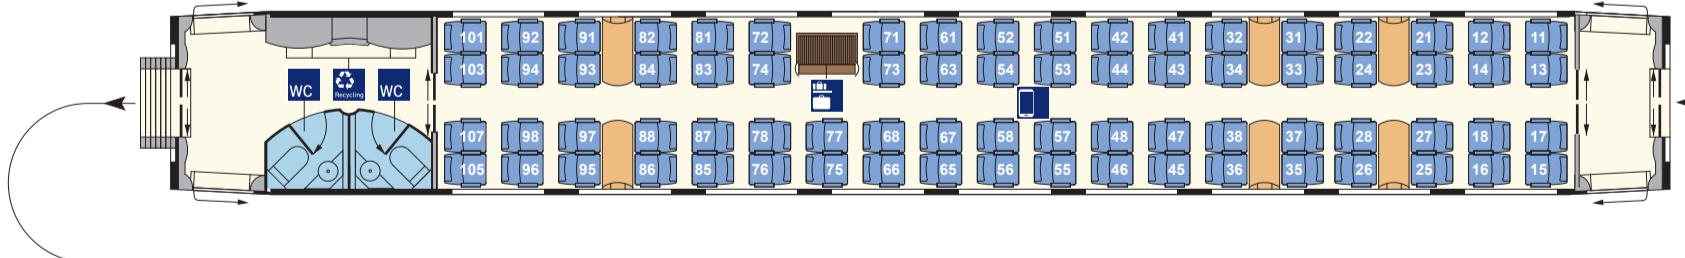 101 92 91 82 81 72 71 61 52 51 42 41 32 31 22 21 12 11
103 94 93 84 83 74 73 63 54 53 44 43 34 33 24 23 14 13
WC Recycling WC
107 98 97 88 87 78 77 68 67 58 57 48 47 38 37 28 27 18 17
105 96 95 86 85 76 75 66 65 56 55 46 45 36 35 26 25 16 15